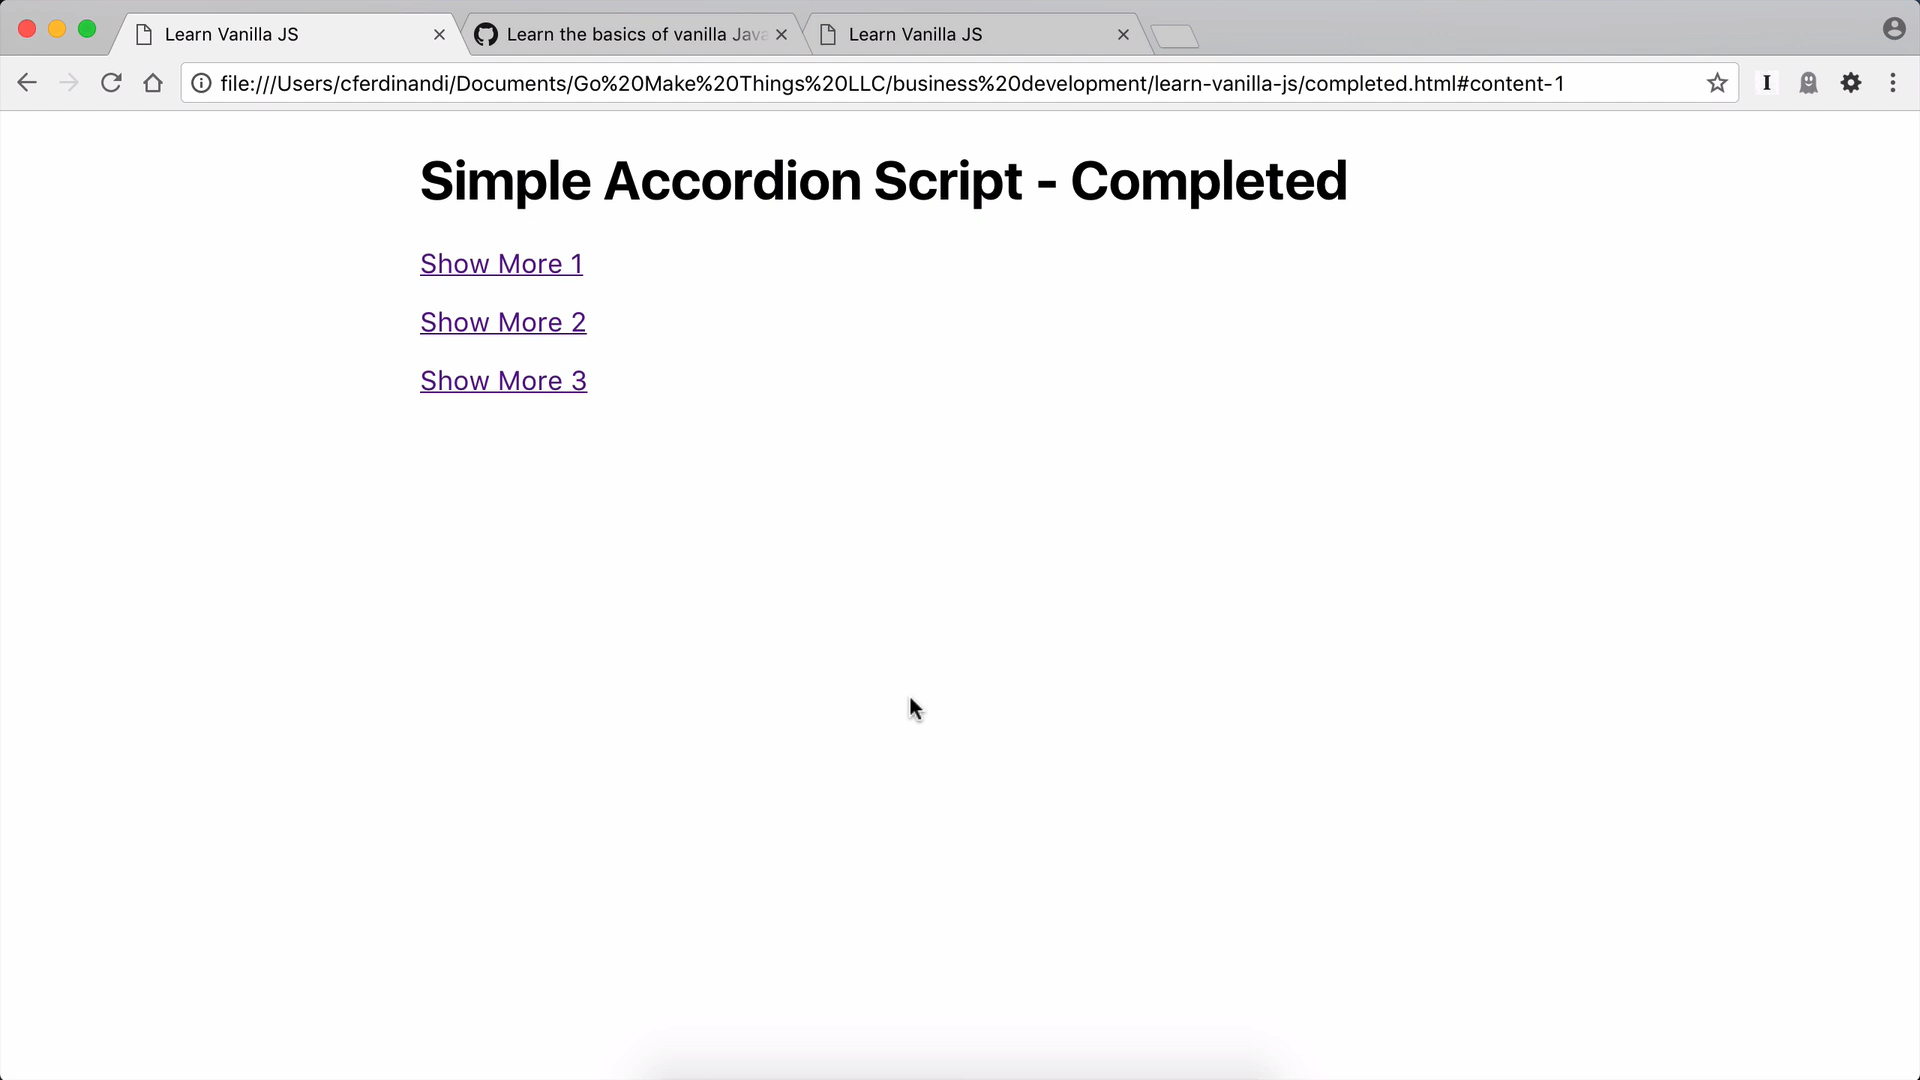 Learn Vanilla JS
Learn the basics of vanilla Java
Learn Vanilla JS
file:///Users/cferdinandi/Documents/Go%20Make%20Things%20LLC/business%20development/learn-vanilla-js/completed.html#content-1
I
Simple Accordion Script - Completed
Show More 1
Show More 2
Show More 3